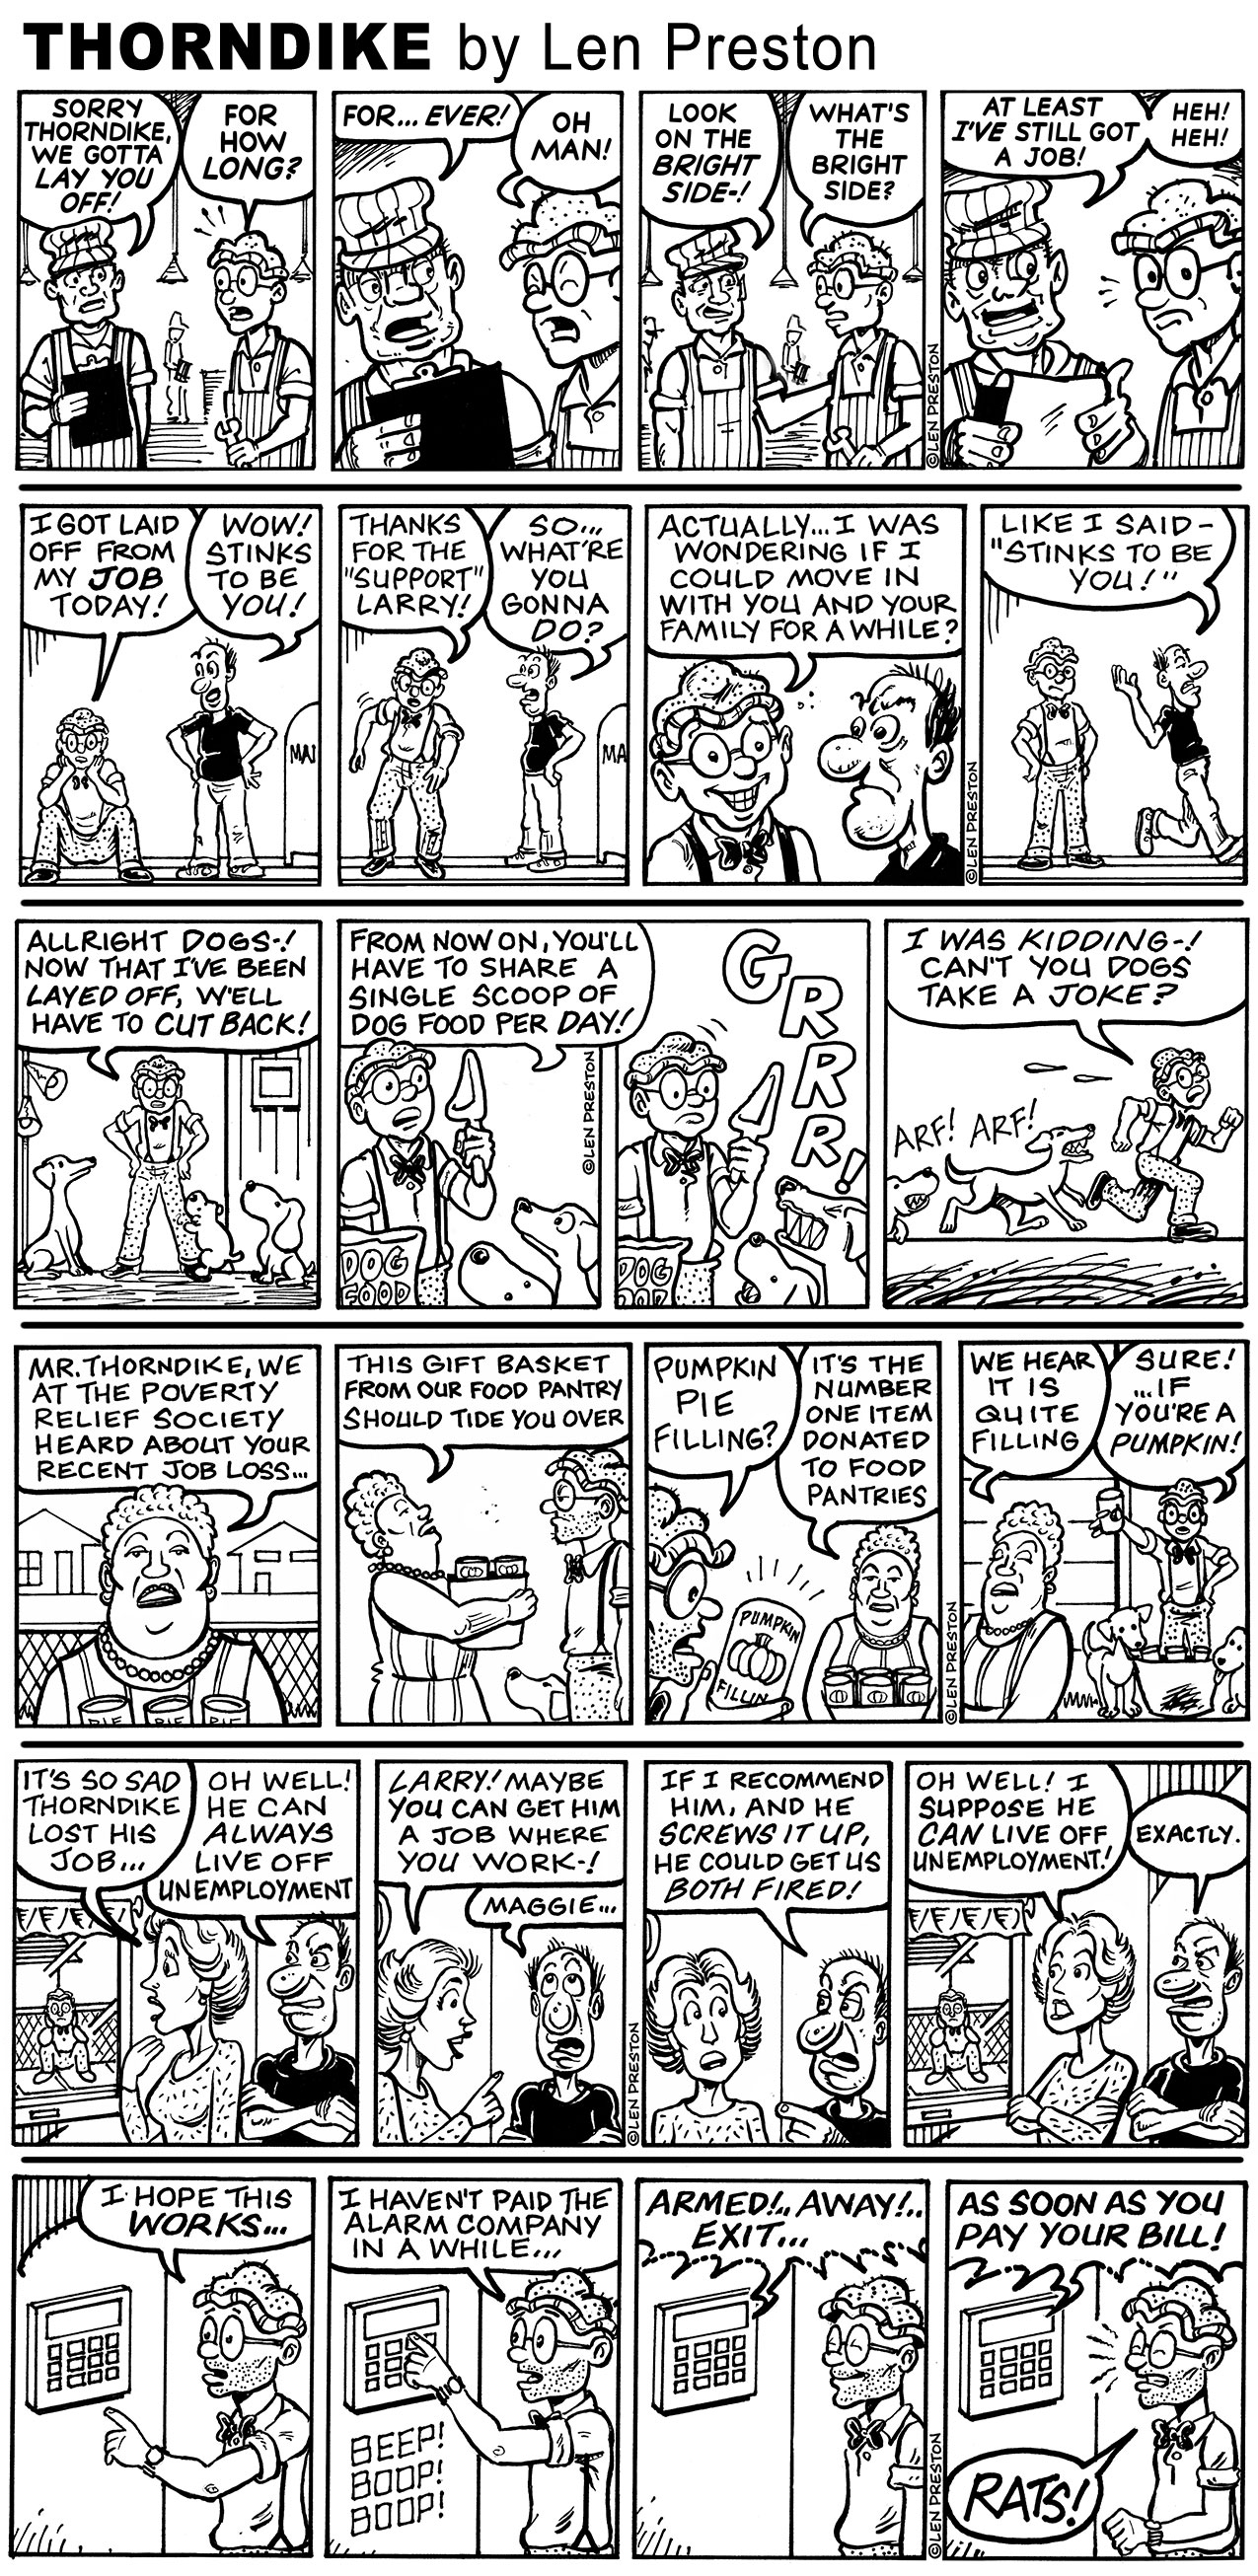 THORNDIKE by Len Preston
SORRY
THORNDIKE,
WE GOTTA
LAY YOU
OFF!
FOR
HOW
LONG?
FOR... EVER!
OH
MAN!
LOOK
ON THE
BRIGHT
SIDE-!
WHAT'S
THE
BRIGHT
SIDE?
©LEN PRESTON
AT LEAST
I'VE STILL GOT
A JOB!
HEH!
HEH!
I GOT LAID
OFF FROM
MY JOB
TODAY!
WOW!
STINKS
TO BE
YOU!
MAI
THANKS
FOR THE
"SUPPORT"
LARRY!
SO...
WHAT'RE
YOU
GONNA
DO?
MA
ACTUALLY...I WAS
WONDERING IF I
COULD MOVE IN
WITH YOU AND YOUR
FAMILY FOR A WHILE?
©LEN PRESTON
LIKE I SAID-
"STINKS TO BE
YOU!"
ALLRIGHT DOGS-!
NOW THAT I'VE BEEN
LAYED OFF, W'ELL
HAVE TO CUT BACK!
FROM NOW ON, YOU'LL
HAVE TO SHARE A
SINGLE SCOOP OF
DOG FOOD PER DAY!
DOG
FOOD
©LEN PRESTON
GRRR!
DOG
I WAS KIDDING-!
CAN'T YOU DOGS
TAKE A JOKE?
ARF! ARF!
MR. THORNDIKE, WE
AT THE POVERTY
RELIEF SOCIETY
HEARD ABOUT YOUR
RECENT JOB LOSS...
PIE PIE PIE
THIS GIFT BASKET
FROM OUR FOOD PANTRY
SHOULD TIDE YOU OVER
PUMPKIN
PIE
FILLING?
IT'S THE
NUMBER
ONE ITEM
DONATED
TO FOOD
PANTRIES
PUMPKIN
FILLIN
©LEN PRESTON
WE HEAR
IT IS
QUITE
FILLING
SURE!
...IF
YOU'RE A
PUMPKIN!
IT'S SO SAD
THORNDIKE
LOST HIS
JOB...
OH WELL!
HE CAN
ALWAYS
LIVE OFF
UNEMPLOYMENT
LARRY! MAYBE
YOU CAN GET HIM
A JOB WHERE
YOU WORK-!
MAGGIE...
©LEN PRESTON
IF I RECOMMEND
HIM, AND HE
SCREWS IT UP,
HE COULD GET US
BOTH FIRED!
OH WELL! I
SUPPOSE HE
CAN LIVE OFF
UNEMPLOYMENT!
EXACTLY.
I HOPE THIS
WORKS...
I HAVEN'T PAID THE
ALARM COMPANY
IN A WHILE...
BEEP!
BOOP!
BOOP!
ARMED!.. AWAY!..
EXIT...
©LEN PRESTON
AS SOON AS YOU
PAY YOUR BILL!
RATS!